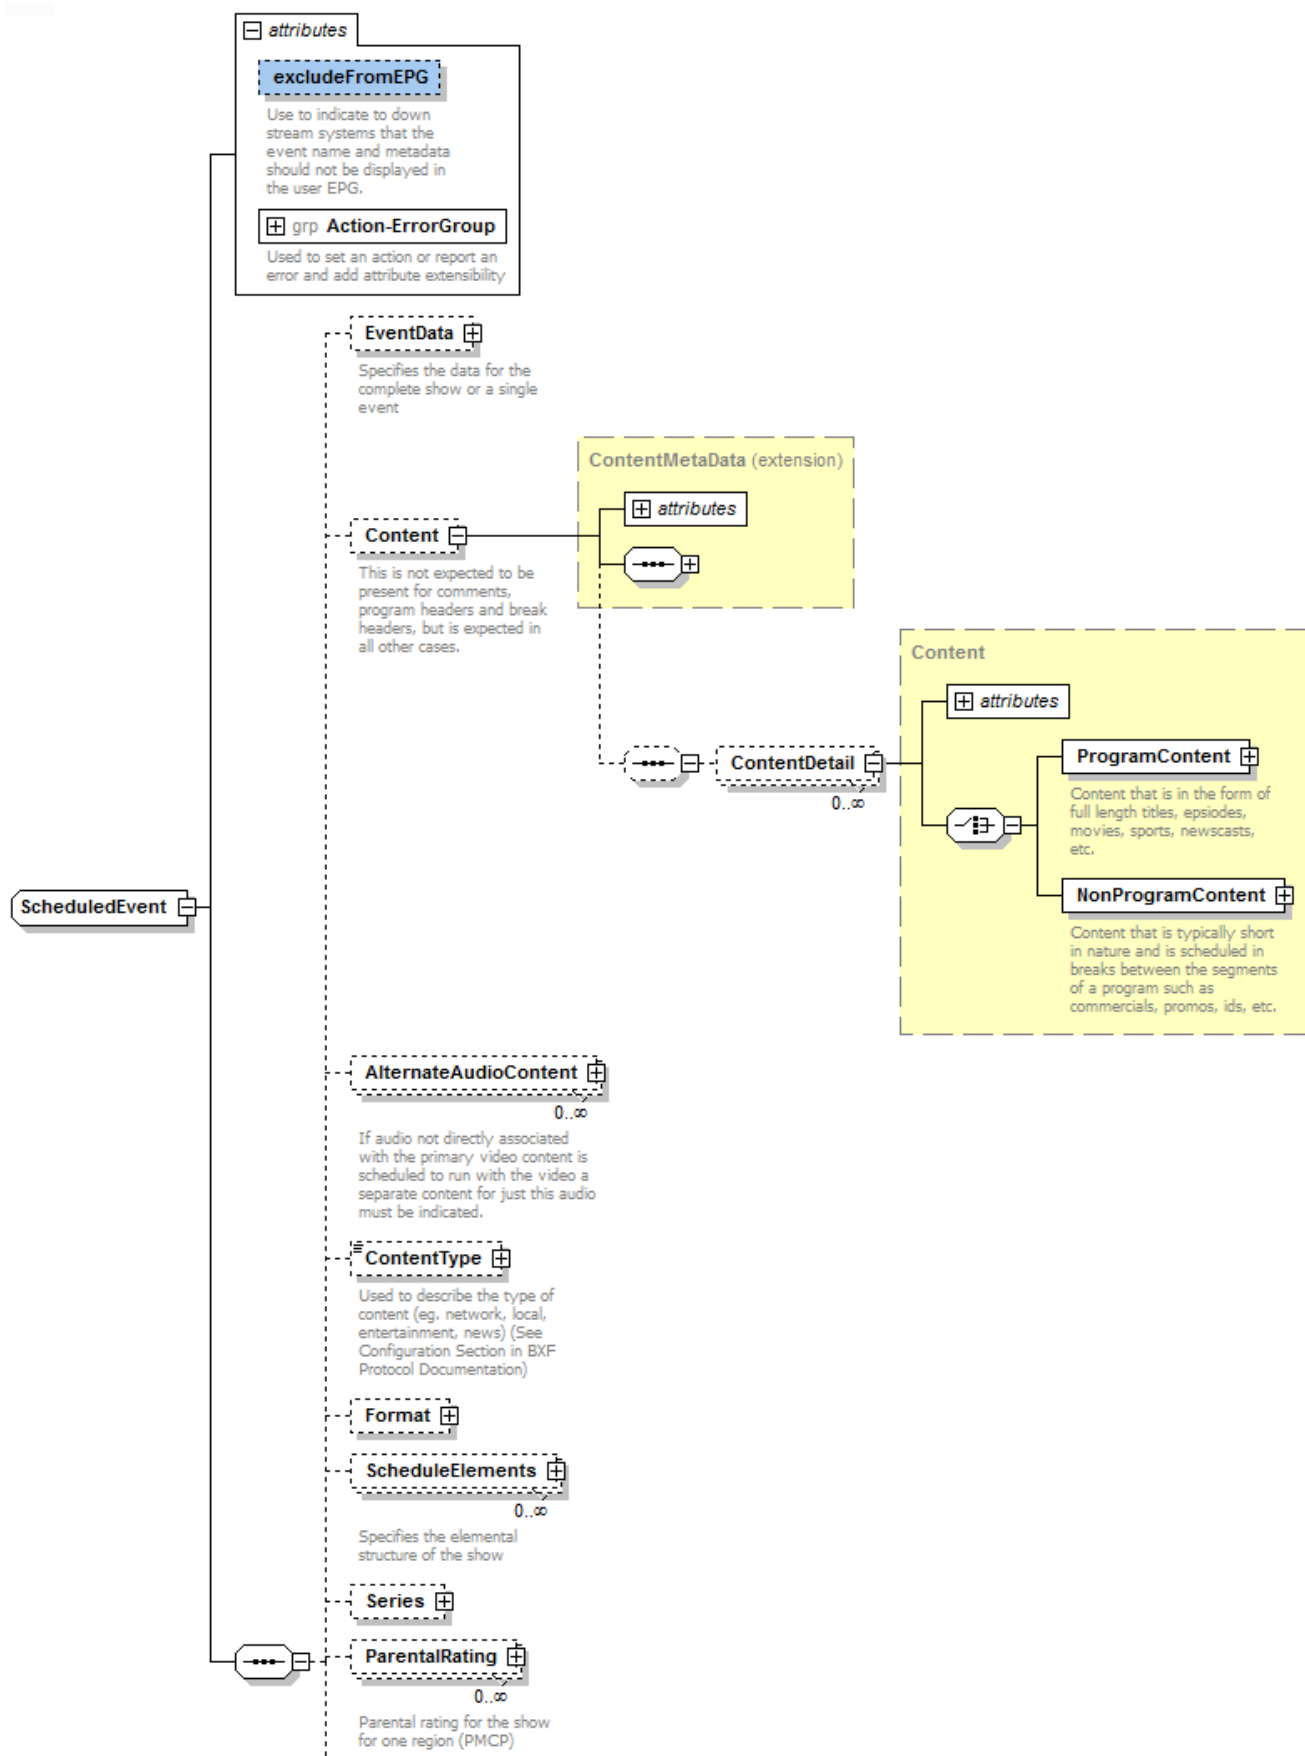 attributes
excludeFromEPG
Use to indicate to down
stream systems that the
event name and metadata
should not be displayed in
the user EPG.
grp Action-ErrorGroup
Used to set an action or report an
error and add attribute extensibility
EventData
Specifies the data for the
complete show or a single
event
ContentMetaData (extension)
attributes
Content
This is not expected to be
present for comments,
program headers and break
headers, but is expected in
all other cases.
Content
attributes
ContentDetail
0..∞
ProgramContent
Content that is in the form of
full length titles, epsiodes,
movies, sports, newscasts,
etc.
NonProgramContent
Content that is typically short
in nature and is scheduled in
breaks between the segments
of a program such as
commercials, promos, ids, etc.
ScheduledEvent
AlternateAudioContent
0..∞
If audio not directly associated
with the primary video content is
scheduled to run with the video a
separate content for just this audio
must be indicated.
ContentType
Used to describe the type of
content (eg. network, local,
entertainment, news) (See
Configuration Section in BXF
Protocol Documentation)
Format
ScheduleElements
0..∞
Specifies the elemental
structure of the show
Series
ParentalRating
0..∞
Parental rating for the show
for one region (PMCP)